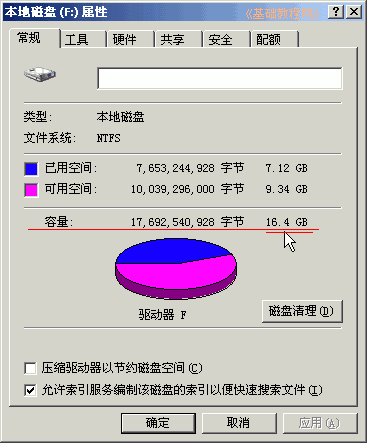 本地磁盘 (F:) 属性
常规 工具 硬件 共享 安全 配额
类型: 本地磁盘
文件系统: NTFS
已用空间: 7,653,244,928 字节 7.12 GB
可用空间: 10,039,296,000 字节 9.34 GB
容量: 17,692,540,928 字节 16.4 GB
驱动器 F
磁盘清理(D)
压缩驱动器以节约磁盘空间(C)
允许索引服务编制该磁盘的索引以便快速搜索文件(I)
确定 取消 应用(A)